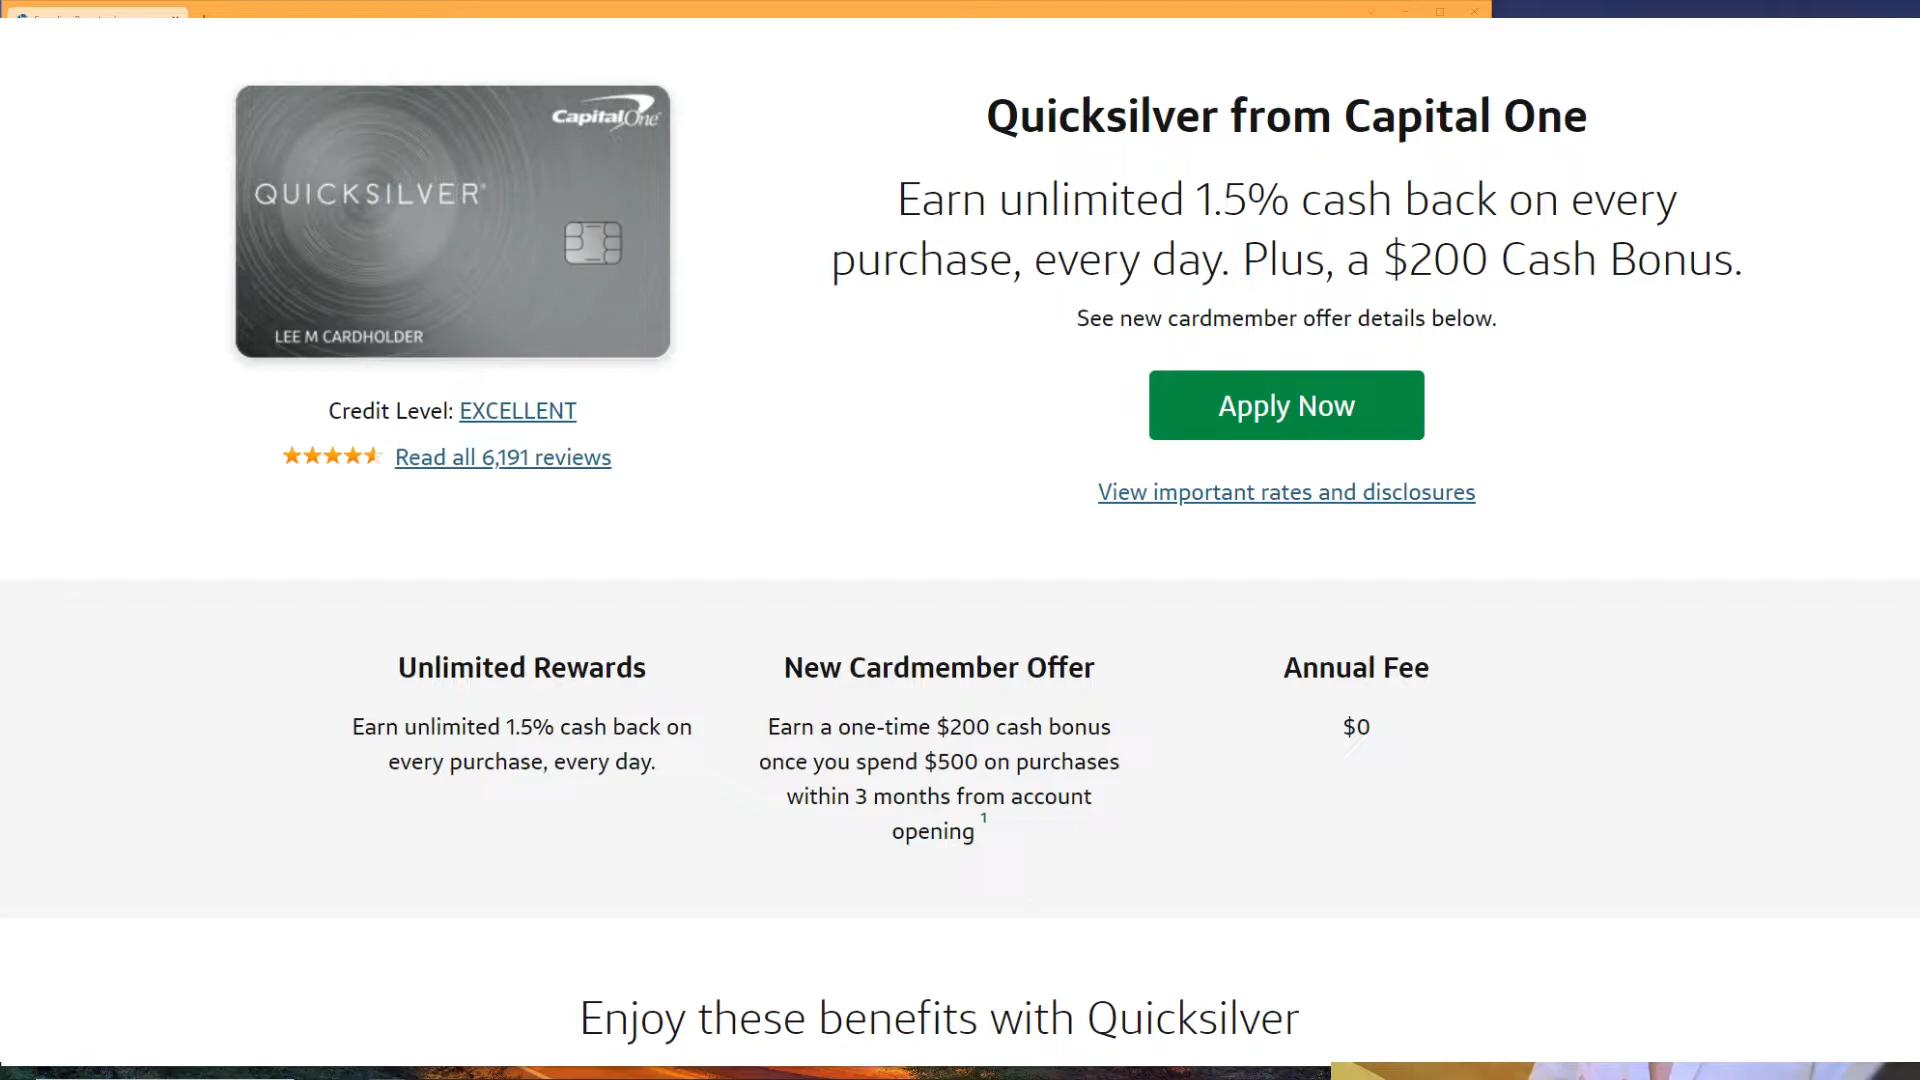 CapitalOne
QUICKSILVER®
LEE M CARDHOLDER
Credit Level: EXCELLENT
Read all 6,191 reviews
Quicksilver from Capital One
Earn unlimited 1.5% cash back on every
purchase, every day. Plus, a $200 Cash Bonus.
See new cardmember offer details below.
Apply Now
View important rates and disclosures
Unlimited Rewards
Earn unlimited 1.5% cash back on
every purchase, every day.
New Cardmember Offer
Earn a one-time $200 cash bonus
once you spend $500 on purchases
within 3 months from account
opening 1
Annual Fee
$0
Enjoy these benefits with Quicksilver